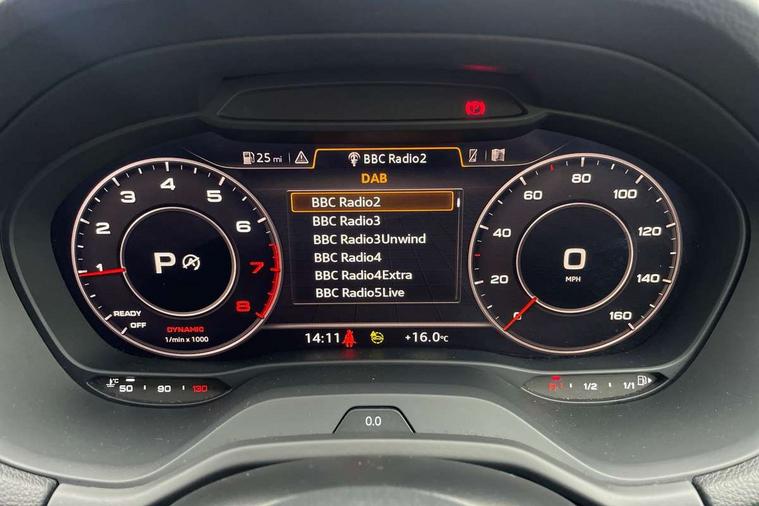 P
25 mi
BBC Radio2
DAB
BBC Radio2
BBC Radio3
BBC Radio3Unwind
BBC Radio4
BBC Radio4Extra
BBC Radio5Live
1
2
3
4
5
6
7
8
P
A
READY
OFF
DYNAMIC
1/min x 1000
0
20
40
60
80
100
120
140
160
0
MPH
14:11
+16.0°C
°C
50
90
130
1/2
1/1
0.0